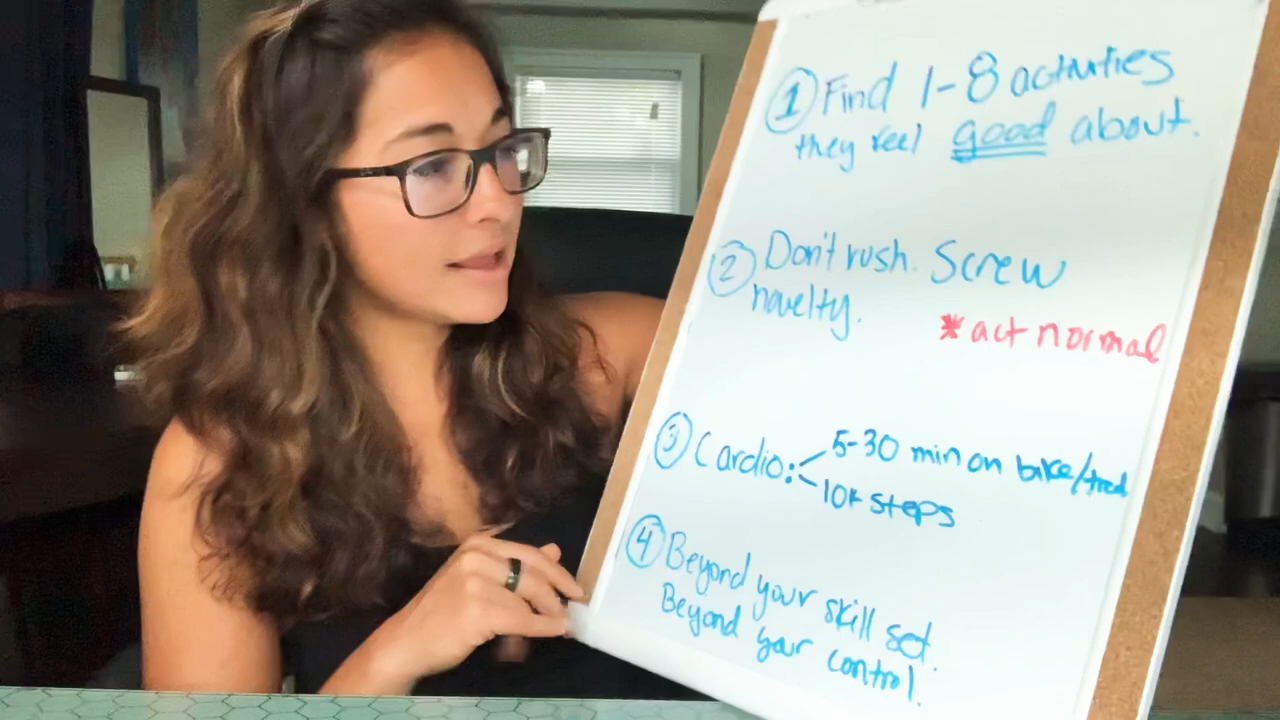 ① Find 1-8 activities
they feel good about.
② Don't rush. Screw
novelty.
* act normal
③ Cardio:
5-30 min on bike/tred
10k steps
④ Beyond your skill set.
Beyond your control.